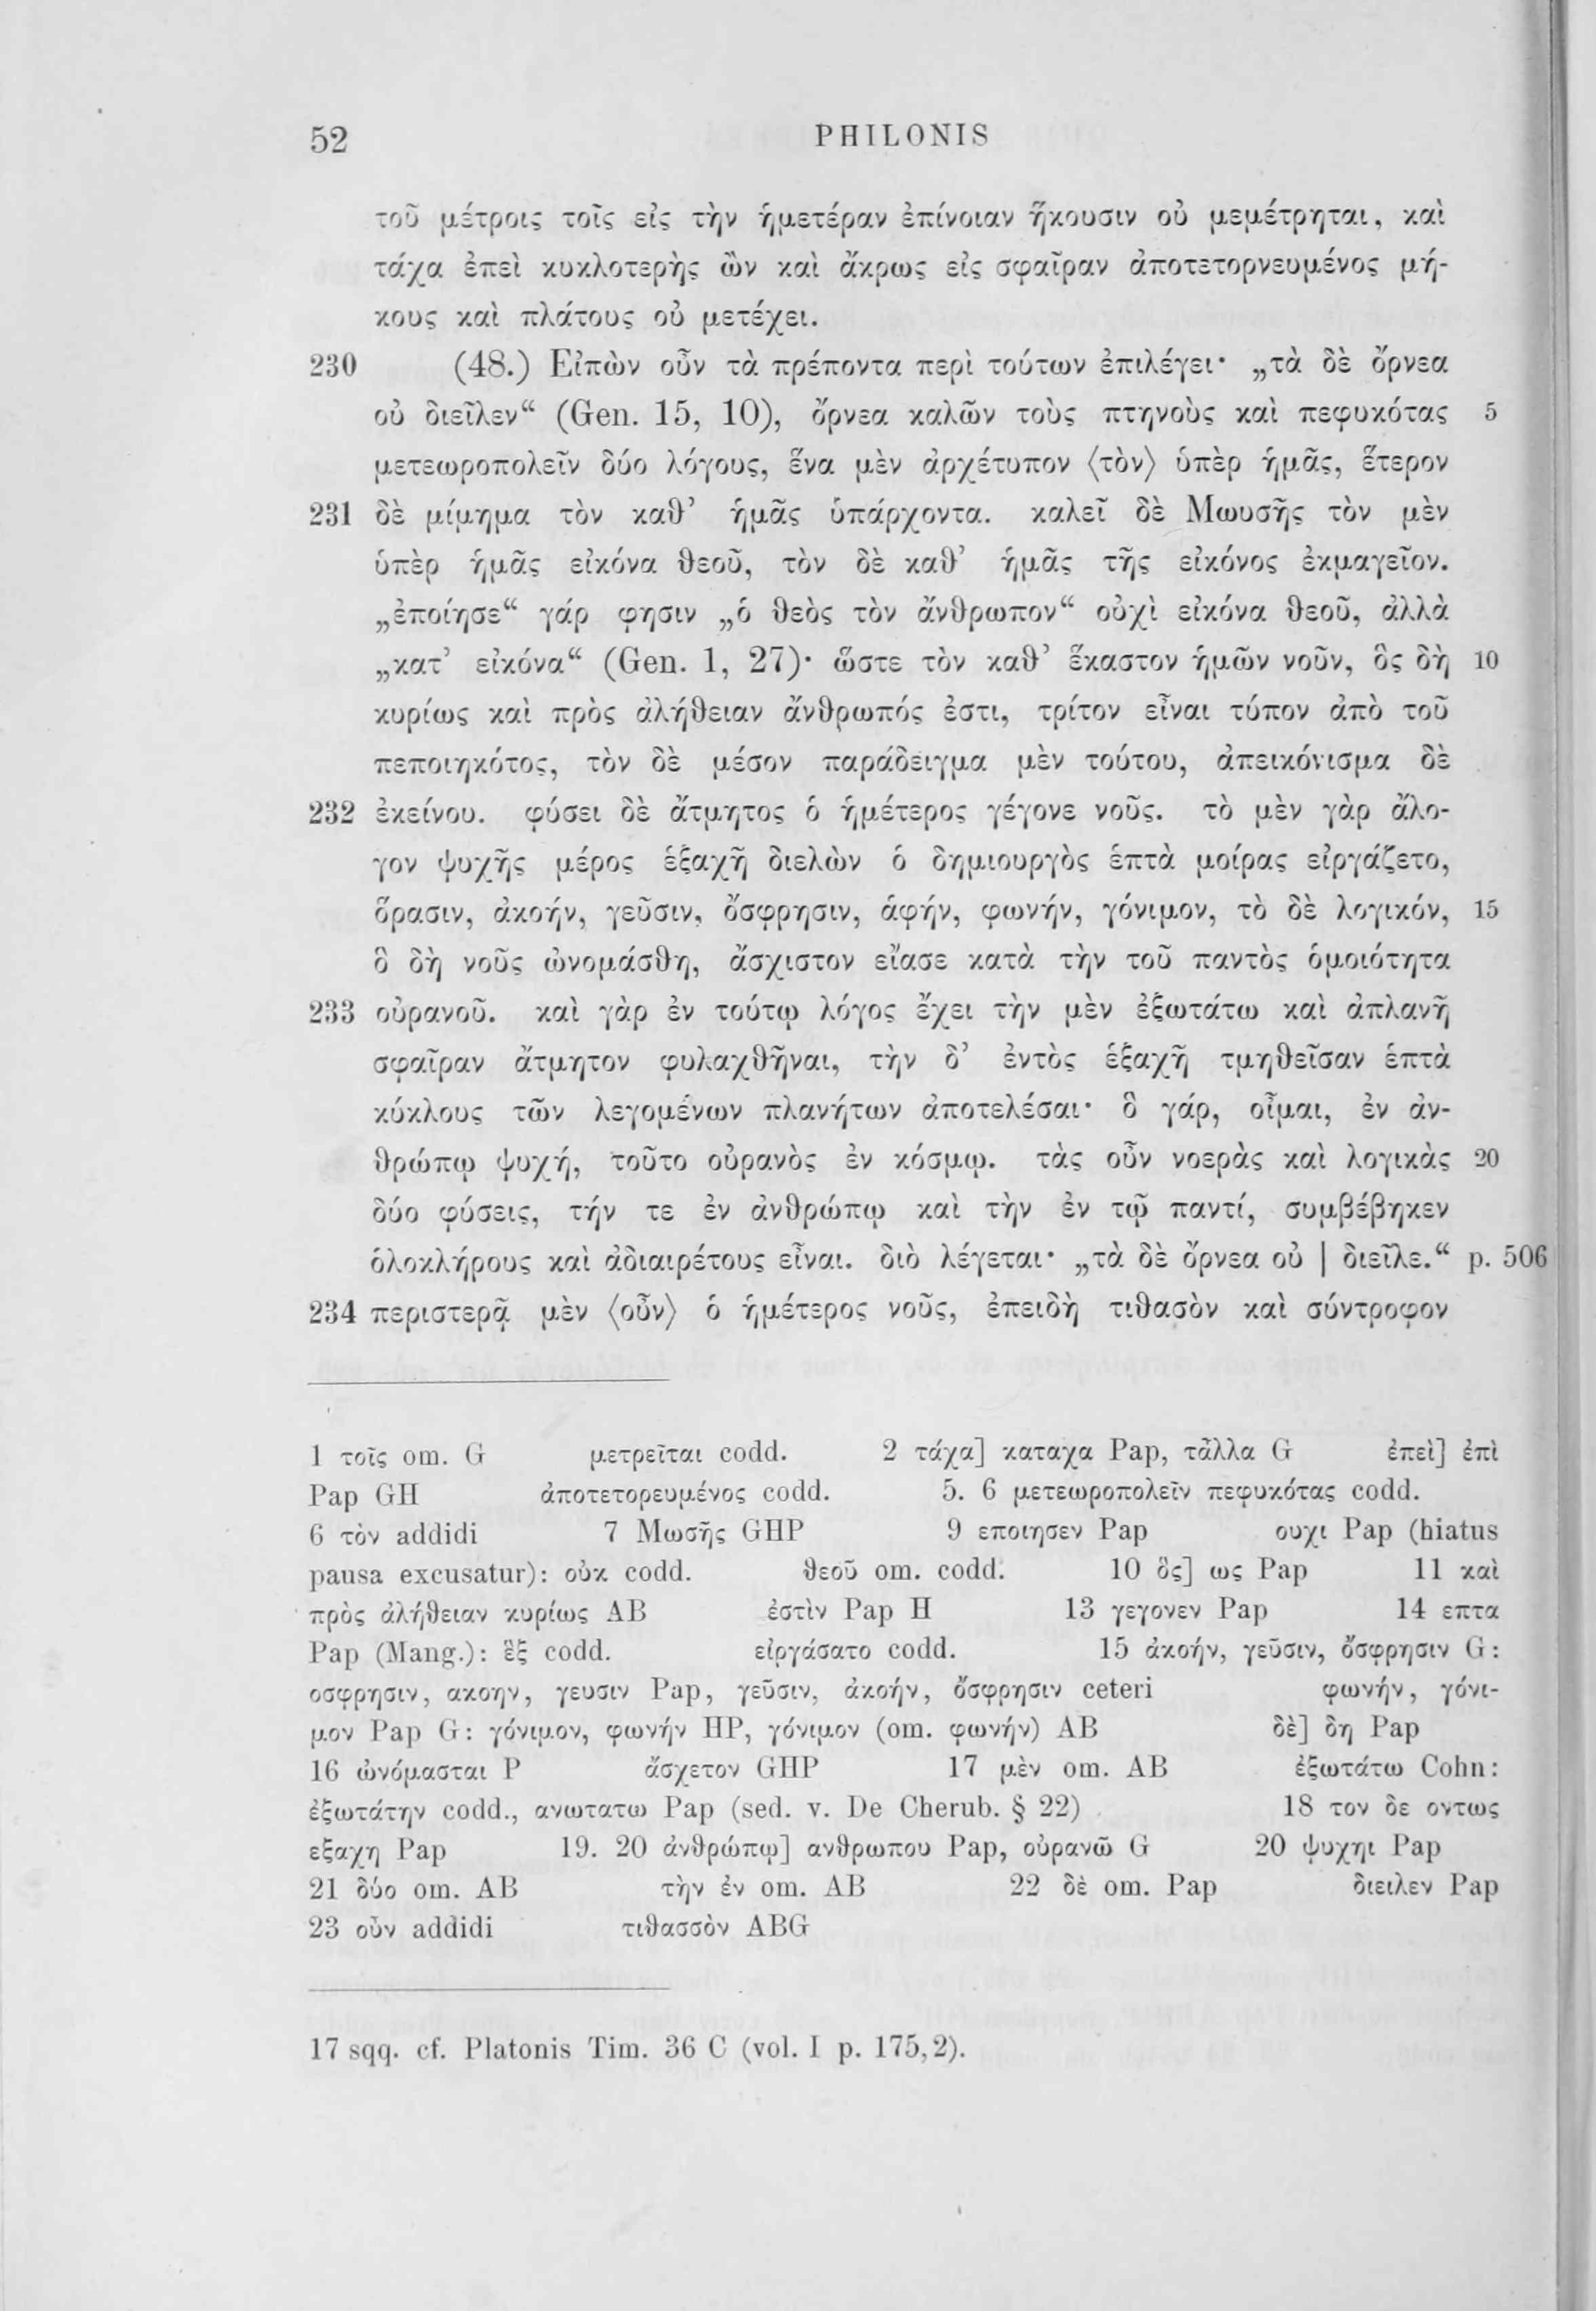 52 PHILONIS
τοῦ μέτροις τοῖς εἰς τὴν ἡμετέραν ἐπίνοιαν ἥκουσιν οὐ μεμέτρηται, καὶ
τάχα ἐπεὶ κυκλοτερὴς ὢν καὶ ἄκρως εἰς σφαῖραν ἀποτετορνευμένος μή-
κους καὶ πλάτους οὐ μετέχει.
230 (48.) Εἰπὼν οὖν τὰ πρέποντα περὶ τούτων ἐπιλέγει· „τὰ δὲ ὄρνεα
οὐ διεῖλεν“ (Gen. 15, 10), ὄρνεα καλῶν τοὺς πτηνοὺς καὶ πεφυκότας 5
μετεωροπολεῖν δύο λόγους, ἕνα μὲν ἀρχέτυπον ⟨τὸν⟩ ὑπὲρ ἡμᾶς, ἕτερον
231 δὲ μίμημα τὸν καθ’ ἡμᾶς ὑπάρχοντα. καλεῖ δὲ Μωυσῆς τὸν μὲν
ὑπὲρ ἡμᾶς εἰκόνα θεοῦ, τὸν δὲ καθ’ ἡμᾶς τῆς εἰκόνος ἐκμαγεῖον.
„ἐποίησε“ γάρ φησιν „ὁ θεὸς τὸν ἄνθρωπον“ οὐχὶ εἰκόνα θεοῦ, ἀλλὰ
„κατ’ εἰκόνα“ (Gen. 1, 27)· ὥστε τὸν καθ’ ἕκαστον ἡμῶν νοῦν, ὃς δὴ 10
κυρίως καὶ πρὸς ἀλήθειαν ἄνθρωπός ἐστι, τρίτον εἶναι τύπον ἀπὸ τοῦ
πεποιηκότος, τὸν δὲ μέσον παράδειγμα μὲν τούτου, ἀπεικόνισμα δὲ
232 ἐκείνου. φύσει δὲ ἄτμητος ὁ ἡμέτερος γέγονε νοῦς. τὸ μὲν γὰρ ἄλο-
γον ψυχῆς μέρος ἑξαχῆ διελὼν ὁ δημιουργὸς ἑπτὰ μοίρας εἰργάζετο,
ὅρασιν, ἀκοήν, γεῦσιν, ὄσφρησιν, ἁφήν, φωνήν, γόνιμον, τὸ δὲ λογικόν, 15
ὃ δὴ νοῦς ὠνομάσθη, ἄσχιστον εἴασε κατὰ τὴν τοῦ παντὸς ὁμοιότητα
233 οὐρανοῦ. καὶ γὰρ ἐν τούτῳ λόγος ἔχει τὴν μὲν ἐξωτάτω καὶ ἀπλανῆ
σφαῖραν ἄτμητον φυλαχθῆναι, τὴν δ’ ἐντὸς ἑξαχῆ τμηθεῖσαν ἑπτὰ
κύκλους τῶν λεγομένων πλανήτων ἀποτελέσαι· ὃ γάρ, οἶμαι, ἐν ἀν-
θρώπῳ ψυχή, τοῦτο οὐρανὸς ἐν κόσμῳ. τὰς οὖν νοερὰς καὶ λογικὰς 20
δύο φύσεις, τήν τε ἐν ἀνθρώπῳ καὶ τὴν ἐν τῷ παντί, συμβέβηκεν
ὁλοκλήρους καὶ ἀδιαιρέτους εἶναι. διὸ λέγεται· „τὰ δὲ ὄρνεα οὐ | διεῖλε.“ p. 506
234 περιστερᾷ μὲν ⟨οὖν⟩ ὁ ἡμέτερος νοῦς, ἐπειδὴ τιθασὸν καὶ σύντροφον
1 τοῖς om. G μετρεῖται codd. 2 τάχα] καταχα Pap, τἆλλα G ἐπεὶ] ἐπὶ
Pap GH ἀποτετορευμένος codd. 5. 6 μετεωροπολεῖν πεφυκότας codd.
6 τὸν addidi 7 Μωσῆς GHP 9 εποιησεν Pap ουχι Pap (hiatus
pausa excusatur): οὐκ codd. θεοῦ om. codd. 10 ὃς] ως Pap 11 καὶ
πρὸς ἀλήθειαν κυρίως AB ἐστὶν Pap H 13 γεγονεν Pap 14 επτα
Pap (Mang.): ἓξ codd. εἰργάσατο codd. 15 ἀκοήν, γεῦσιν, ὄσφρησιν G:
οσφρησιν, ακοην, γευσιν Pap, γεῦσιν, ἀκοήν, ὄσφρησιν ceteri φωνήν, γόνι-
μον Pap G: γόνιμον, φωνήν HP, γόνιμον (om. φωνήν) AB δὲ] δη Pap
16 ὠνόμασται P ἄσχετον GHP 17 μὲν om. AB ἐξωτάτω Cohn:
ἐξωτάτην codd., ανωτατω Pap (sed. v. De Cherub. § 22) 18 τον δε οντως
εξαχη Pap 19. 20 ἀνθρώπῳ] ανθρωπου Pap, οὐρανῶ G 20 ψυχηι Pap
21 δύο om. AB τὴν ἐν om. AB 22 δὲ om. Pap διειλεν Pap
23 οὖν addidi τιθασσὸν ABG
17 sqq. cf. Platonis Tim. 36 C (vol. I p. 175,2).